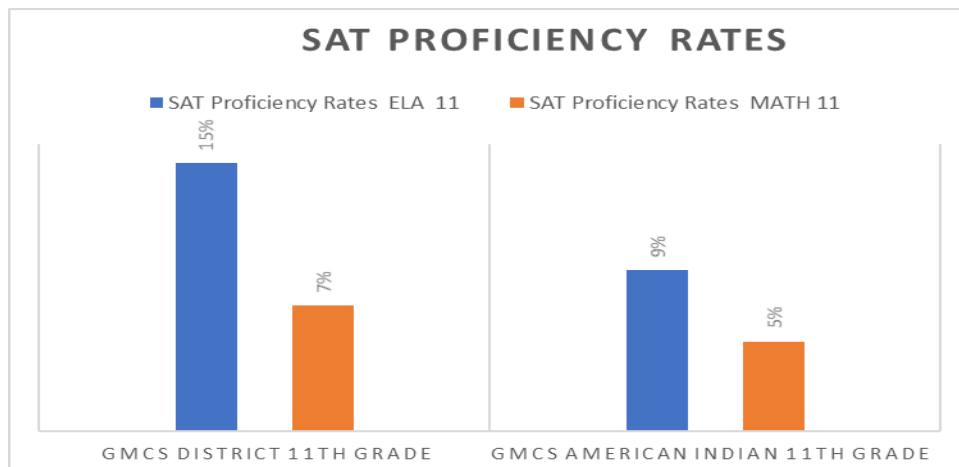 SAT PROFICIENCY RATES
SAT Proficiency Rates ELA 11 SAT Proficiency Rates MATH 11
15%
7%
9%
5%
GMCS DISTRICT 11TH GRADE GMCS AMERICAN INDIAN 11TH GRADE